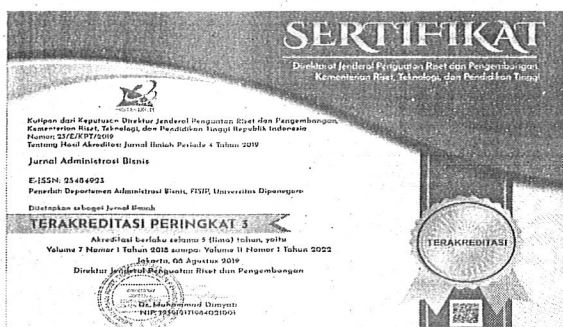 SERTIFIKAT
Direktorat Jenderal Penguatan Riset dan Pengembangan,
Kementerian Riset, Teknologi, dan Pendidikan Tinggi
Kutipan dari Keputusan Direktur Jenderal Penguatan Riset dan Pengembangan,
Kementerian Riset, Teknologi, dan Pendidikan Tinggi Republik Indonesia
Nomor: 23/E/KPT/2019
Tentang Hasil Akreditasi Jurnal Ilmiah Periode 4 Tahun 2019
Jurnal Administrasi Bisnis
E-ISSN: 25484923
Penerbit: Departemen Administrasi Bisnis, FISIP, Universitas Diponegoro
Ditetapkan sebagai Jurnal Ilmiah
TERAKREDITASI PERINGKAT 3
Akreditasi berlaku selama 5 (lima) tahun, yaitu
Volume 7 Nomor 1 Tahun 2018 sampai Volume 11 Nomor 1 Tahun 2022
Jakarta, 08 Agustus 2019
Direktur Jenderal Penguatan Riset dan Pengembangan
Dr. Muhammad Dimyati
NIP. 195912171984021001
TERAKREDITASI